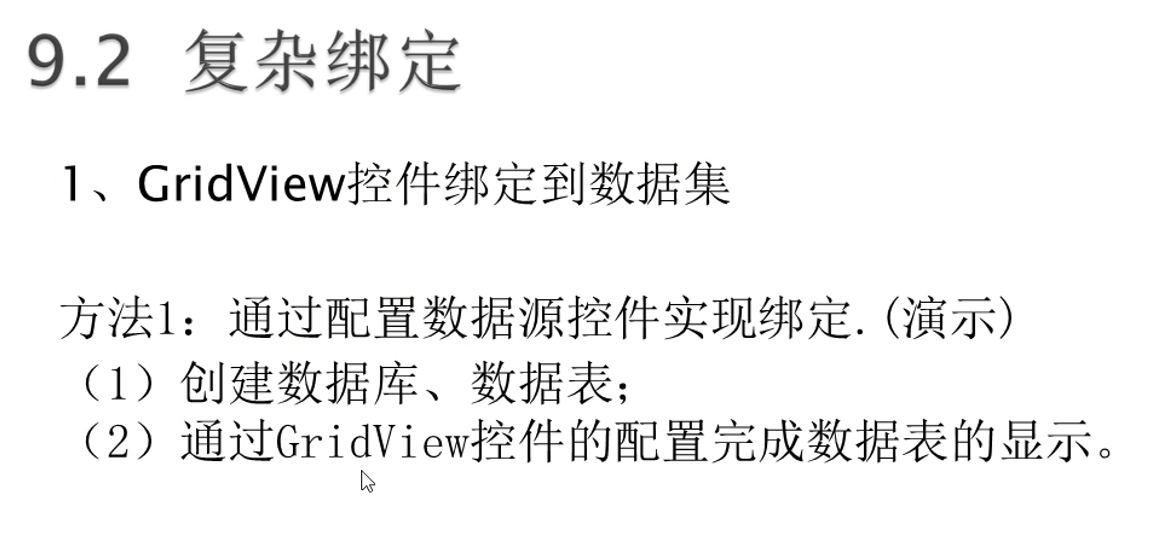 9.2 复杂绑定
1、GridView控件绑定到数据集
方法1：通过配置数据源控件实现绑定.(演示)
（1）创建数据库、数据表；
（2）通过GridView控件的配置完成数据表的显示。